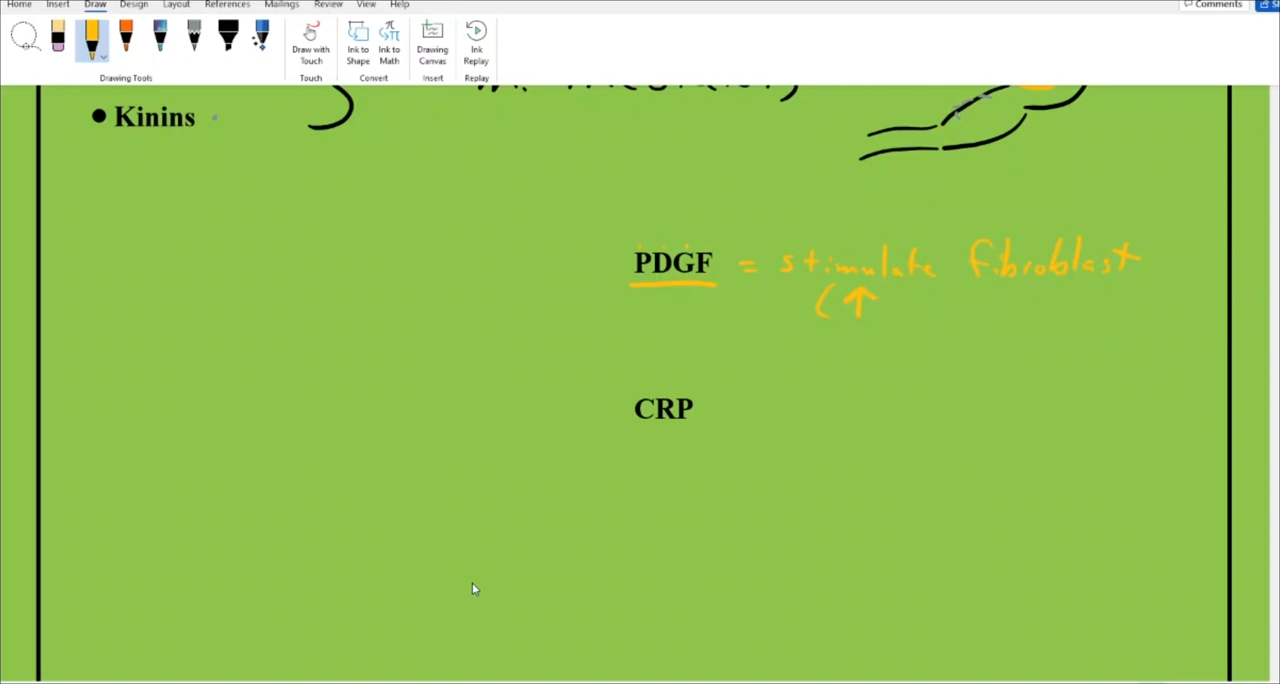 Home Insert Draw Design Layout References Mailings Review View Help Comments
Draw with Touch
Ink to Shape
Ink to Math
Drawing Canvas
Ink Replay
Drawing Tools Touch Convert Insert Replay
• Kinins
PDGF = stimulate fibroblast
(↑
CRP